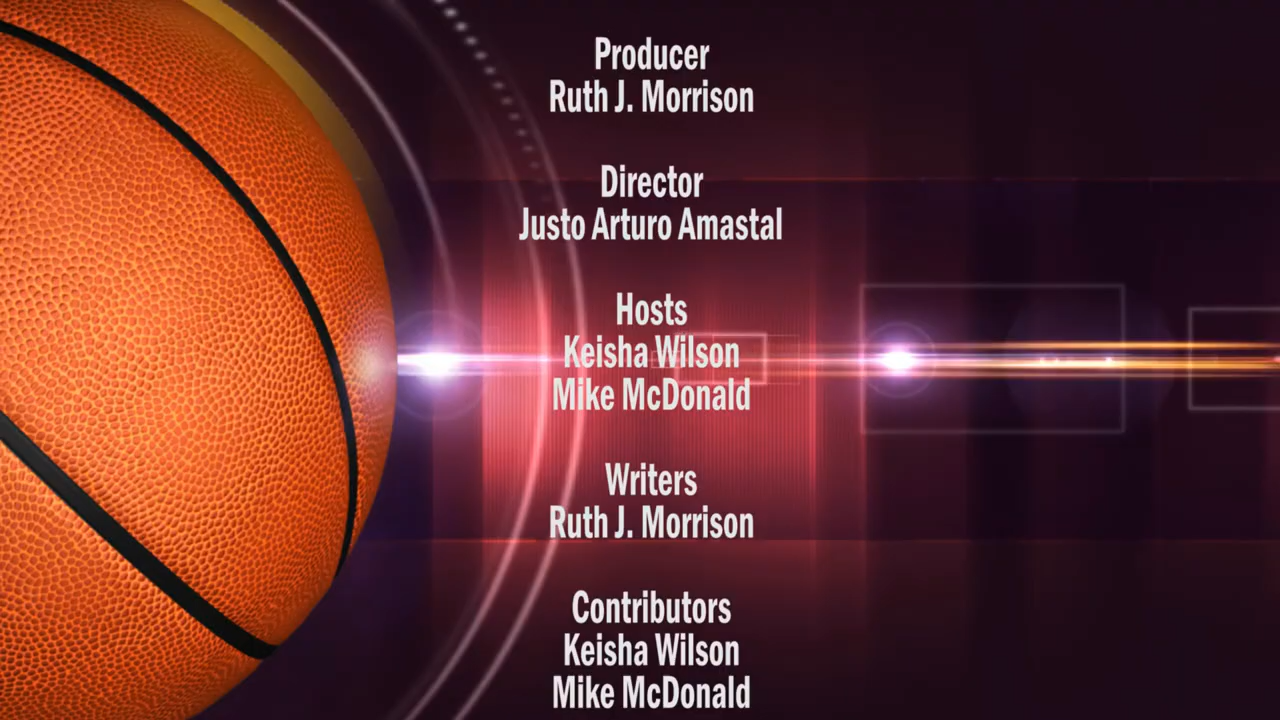 Producer
Ruth J. Morrison
Director
Justo Arturo Amastal
Hosts
Keisha Wilson
Mike McDonald
Writers
Ruth J. Morrison
Contributors
Keisha Wilson
Mike McDonald